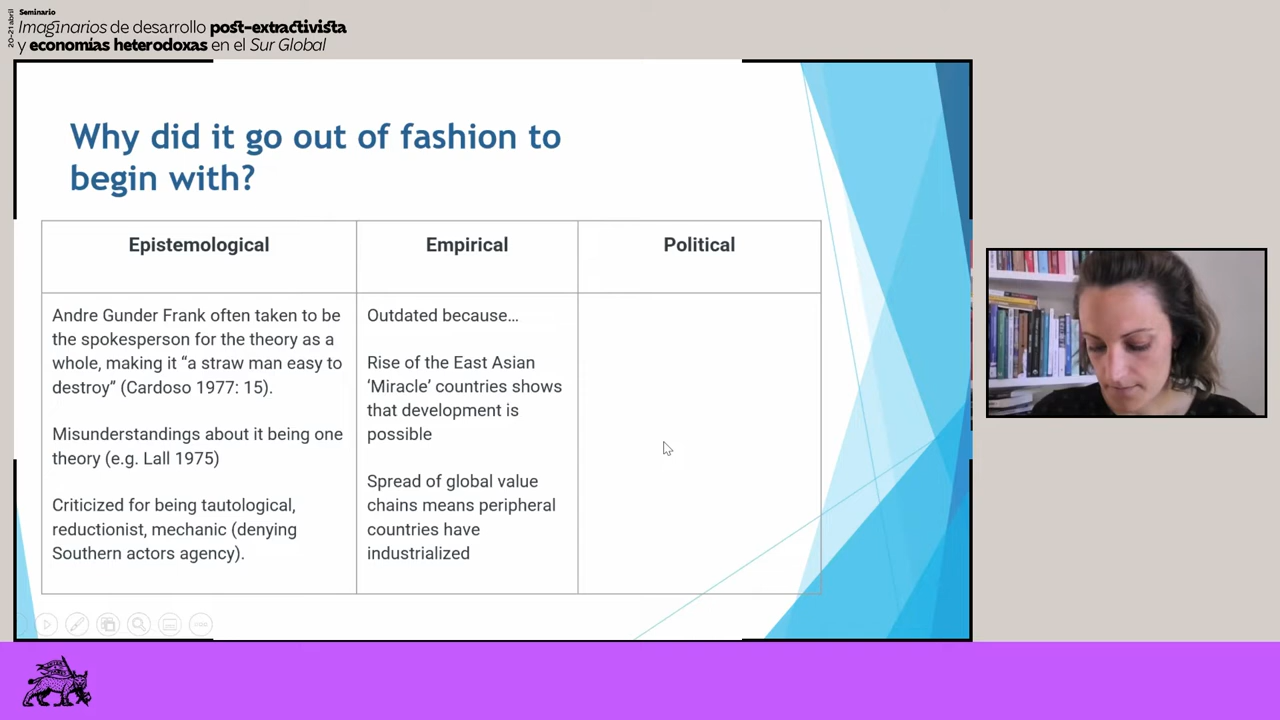 20-21 abril
Seminario
Imaginarios de desarrollo post-extractivista
y economías heterodoxas en el Sur Global
Why did it go out of fashion to
begin with?
Epistemological
Empirical
Political
Andre Gunder Frank often taken to be
the spokesperson for the theory as a
whole, making it “a straw man easy to
destroy” (Cardoso 1977: 15).
Misunderstandings about it being one
theory (e.g. Lall 1975)
Criticized for being tautological,
reductionist, mechanic (denying
Southern actors agency).
Outdated because…
Rise of the East Asian
‘Miracle’ countries shows
that development is
possible
Spread of global value
chains means peripheral
countries have
industrialized